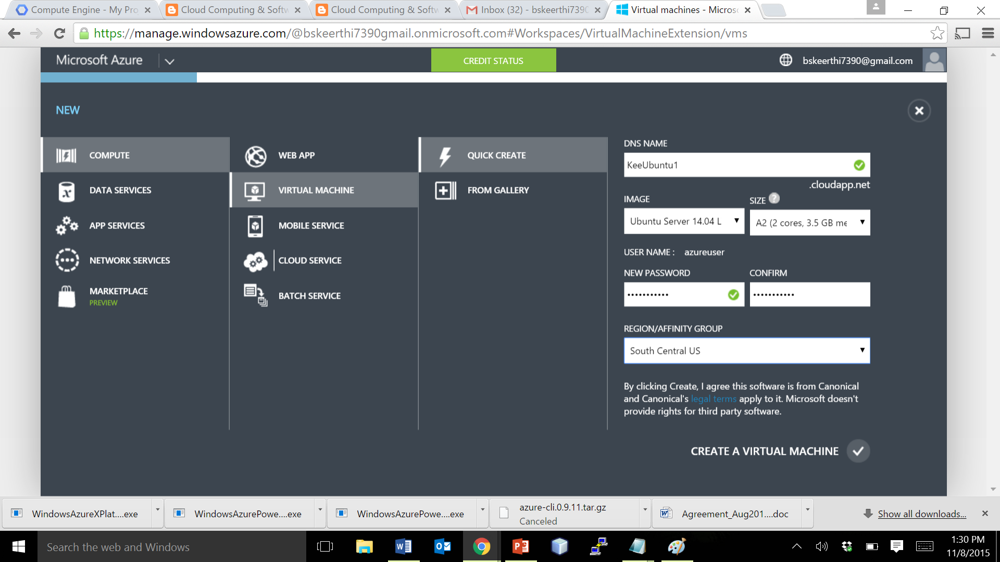 Compute Engine - My Pro
Cloud Computing & Softw
Cloud Computing & Softw
Inbox (32) - bskeerthi7390
Virtual machines - Micros
https://manage.windowsazure.com/@bskeerthi7390gmail.onmicrosoft.com#Workspaces/VirtualMachineExtension/vms
Microsoft Azure
CREDIT STATUS
bskeerthi7390@gmail.com
NEW
COMPUTE
DATA SERVICES
APP SERVICES
NETWORK SERVICES
MARKETPLACE
PREVIEW
WEB APP
VIRTUAL MACHINE
MOBILE SERVICE
CLOUD SERVICE
BATCH SERVICE
QUICK CREATE
FROM GALLERY
DNS NAME
KeeUbuntu1
.cloudapp.net
IMAGE
SIZE ?
Ubuntu Server 14.04 L
A2 (2 cores, 3.5 GB me
USER NAME : azureuser
NEW PASSWORD
CONFIRM
•••••••••••
•••••••••••
REGION/AFFINITY GROUP
South Central US
By clicking Create, I agree this software is from Canonical
and Canonical's legal terms apply to it. Microsoft doesn't
provide rights for third party software.
CREATE A VIRTUAL MACHINE
WindowsAzureXPlat....exe
WindowsAzurePowe....exe
WindowsAzurePowe....exe
azure-cli.0.9.11.tar.gz
Canceled
Agreement_Aug201....doc
Show all downloads...
Search the web and Windows
1:30 PM
11/8/2015